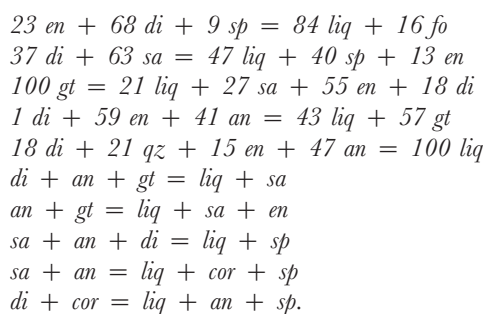 23 en + 68 di + 9 sp = 84 liq + 16 fo
37 di + 63 sa = 47 liq + 40 sp + 13 en
100 gt = 21 liq + 27 sa + 55 en + 18 di
1 di + 59 en + 41 an = 43 liq + 57 gt
18 di + 21 qz + 15 en + 47 an = 100 liq
di + an + gt = liq + sa
an + gt = liq + sa + en
sa + an + di = liq + sp
sa + an = liq + cor + sp
di + cor = liq + an + sp.